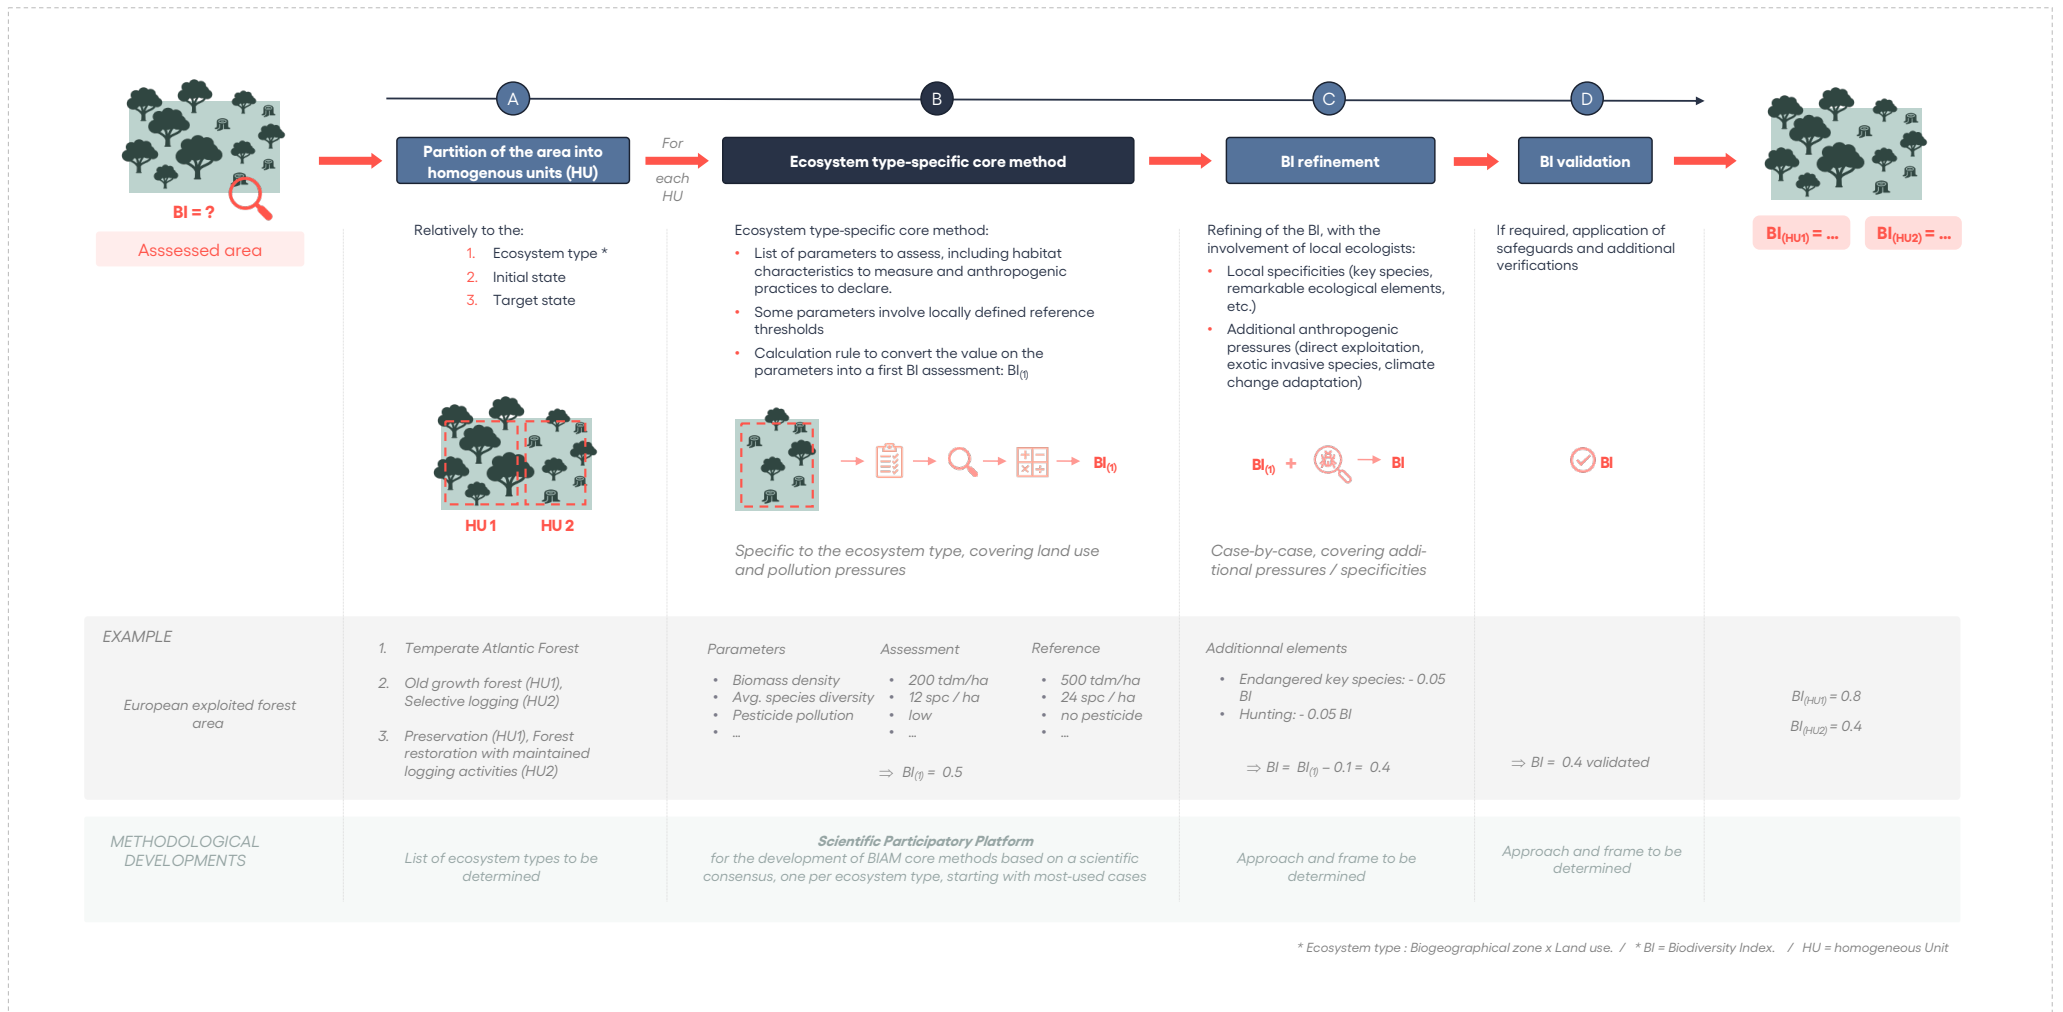 A
B
C
D
BI = ?
Asssessed area
Partition of the area into
homogenous units (HU)
For
each
HU
Ecosystem type-specific core method
BI refinement
BI validation
BI(HU1) = ...
BI(HU2) = ...
Relatively to the:
1. Ecosystem type *
2. Initial state
3. Target state
HU 1
HU 2
Ecosystem type-specific core method:
• List of parameters to assess, including habitat
characteristics to measure and anthropogenic
practices to declare.
• Some parameters involve locally defined reference
thresholds
• Calculation rule to convert the value on the
parameters into a first BI assessment: BI(1)
BI(1)
Specific to the ecosystem type, covering land use
and pollution pressures
Refining of the BI, with the
involvement of local ecologists:
• Local specificities (key species,
remarkable ecological elements,
etc.)
• Additional anthropogenic
pressures (direct exploitation,
exotic invasive species, climate
change adaptation)
BI(1) +
BI
Case-by-case, covering addi-
tional pressures / specificities
If required, application of
safeguards and additional
verifications
BI
EXAMPLE
European exploited forest
area
1. Temperate Atlantic Forest
2. Old growth forest (HU1),
Selective logging (HU2)
3. Preservation (HU1), Forest
restoration with maintained
logging activities (HU2)
Parameters
• Biomass density
• Avg. species diversity
• Pesticide pollution
• ...
Assessment
• 200 tdm/ha
• 12 spc / ha
• low
• ...
Reference
• 500 tdm/ha
• 24 spc / ha
• no pesticide
• ...
⇒ BI(1) = 0.5
Additionnal elements
• Endangered key species: - 0.05
BI
• Hunting: - 0.05 BI
⇒ BI = BI(1) – 0.1 = 0.4
⇒ BI = 0.4 validated
BI(HU1) = 0.8
BI(HU2) = 0.4
METHODOLOGICAL
DEVELOPMENTS
List of ecosystem types to be
determined
Scientific Participatory Platform
for the development of BIAM core methods based on a scientific
consensus, one per ecosystem type, starting with most-used cases
Approach and frame to be
determined
Approach and frame to be
determined
* Ecosystem type : Biogeographical zone x Land use. / * BI = Biodiversity Index. / HU = homogeneous Unit